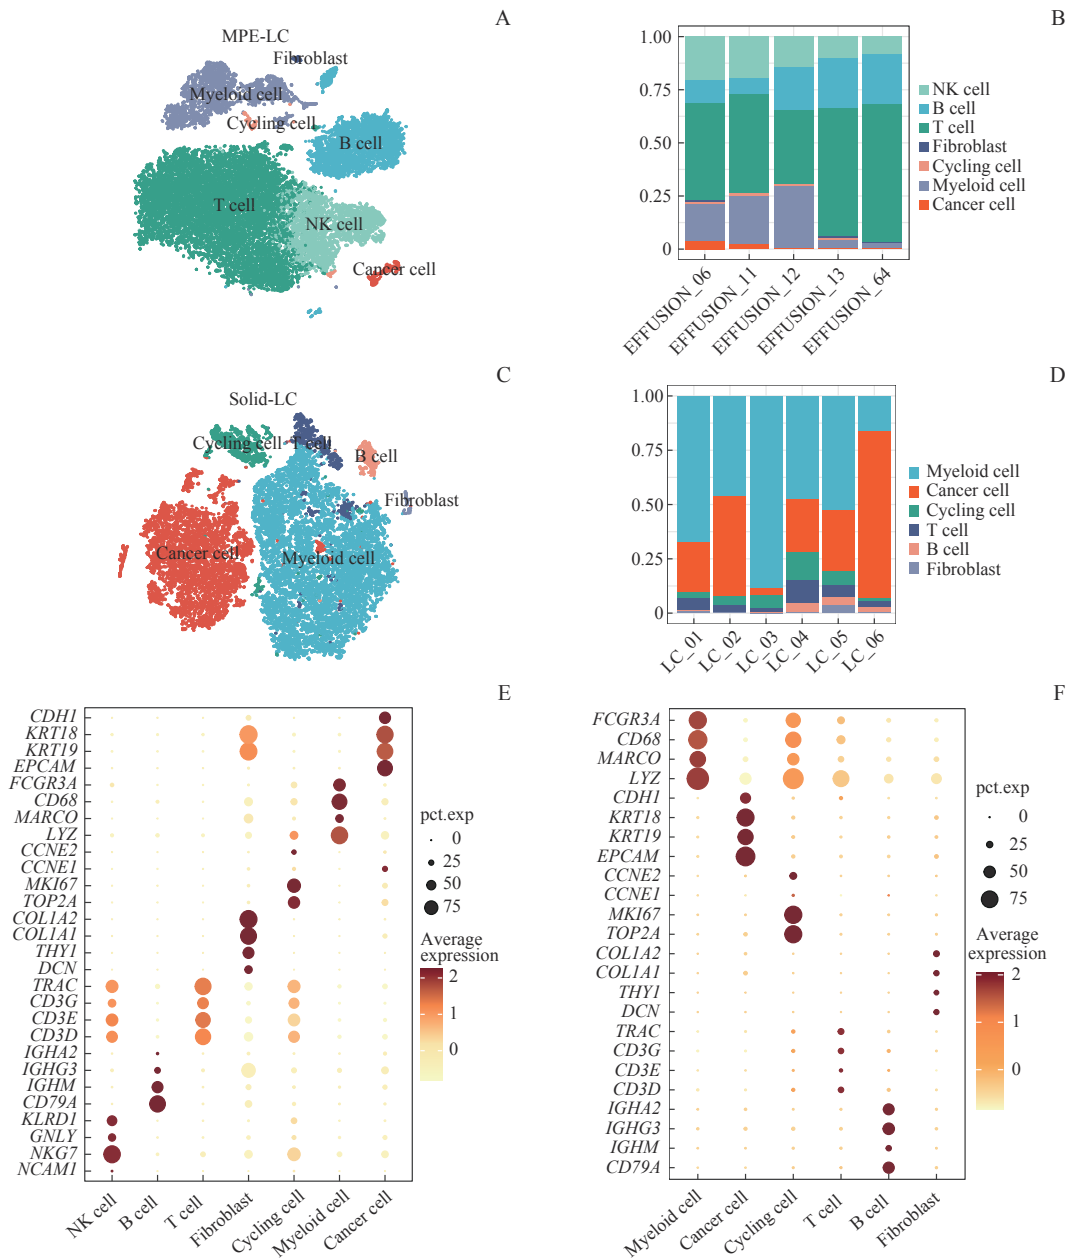 A
MPE-LC
Fibroblast
Myeloid cell
Cycling cell
B cell
T cell
NK cell
Cancer cell
B
1.00
0.75
0.50
0.25
0
EFFUSION_06
EFFUSION_11
EFFUSION_12
EFFUSION_13
EFFUSION_64
NK cell
B cell
T cell
Fibroblast
Cycling cell
Myeloid cell
Cancer cell
C
Solid-LC
Cycling cell
T cell
B cell
Fibroblast
Cancer cell
Myeloid cell
D
1.00
0.75
0.50
0.25
0
LC_01
LC_02
LC_03
LC_04
LC_05
LC_06
Myeloid cell
Cancer cell
Cycling cell
T cell
B cell
Fibroblast
E
CDH1
KRT18
KRT19
EPCAM
FCGR3A
CD68
MARCO
LYZ
CCNE2
CCNE1
MKI67
TOP2A
COL1A2
COL1A1
THY1
DCN
TRAC
CD3G
CD3E
CD3D
IGHA2
IGHG3
IGHM
CD79A
KLRD1
GNLY
NKG7
NCAM1
NK cell
B cell
T cell
Fibroblast
Cycling cell
Myeloid cell
Cancer cell
pct.exp
0
25
50
75
Average
expression
2
1
0
F
FCGR3A
CD68
MARCO
LYZ
CDH1
KRT18
KRT19
EPCAM
CCNE2
CCNE1
MKI67
TOP2A
COL1A2
COL1A1
THY1
DCN
TRAC
CD3G
CD3E
CD3D
IGHA2
IGHG3
IGHM
CD79A
Myeloid cell
Cancer cell
Cycling cell
T cell
B cell
Fibroblast
pct.exp
0
25
50
75
Average
expression
2
1
0